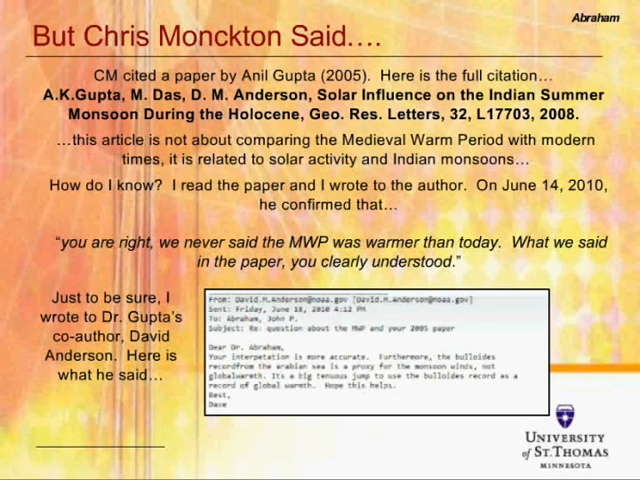 Abraham
But Chris Monckton Said….
CM cited a paper by Anil Gupta (2005). Here is the full citation…
A.K.Gupta, M. Das, D. M. Anderson, Solar Influence on the Indian Summer
Monsoon During the Holocene, Geo. Res. Letters, 32, L17703, 2008.
…this article is not about comparing the Medieval Warm Period with modern
times, it is related to solar activity and Indian monsoons…
How do I know? I read the paper and I wrote to the author. On June 14, 2010,
he confirmed that…
“you are right, we never said the MWP was warmer than today. What we said
in the paper, you clearly understood.”
Just to be sure, I
wrote to Dr. Gupta’s
co-author, David
Anderson. Here is
what he said…
From: David.M.Anderson@noaa.gov [David.M.Anderson@noaa.gov]
Sent: Friday, June 18, 2010 4:12 PM
To: Abraham, John P.
Subject: Re: question about the MWP and your 2005 paper
Dear Dr. Abraham,
Your interpetation is more accurate. Furthermore, the bulloides
recordfrom the arabian sea is a proxy for the monsoon winds, not
globalwarmth. Its a big tenuous jump to use the bulloides record as a
record of global warmth. Hope this helps.
Best,
Dave
UNIVERSITY
of ST. THOMAS
MINNESOTA